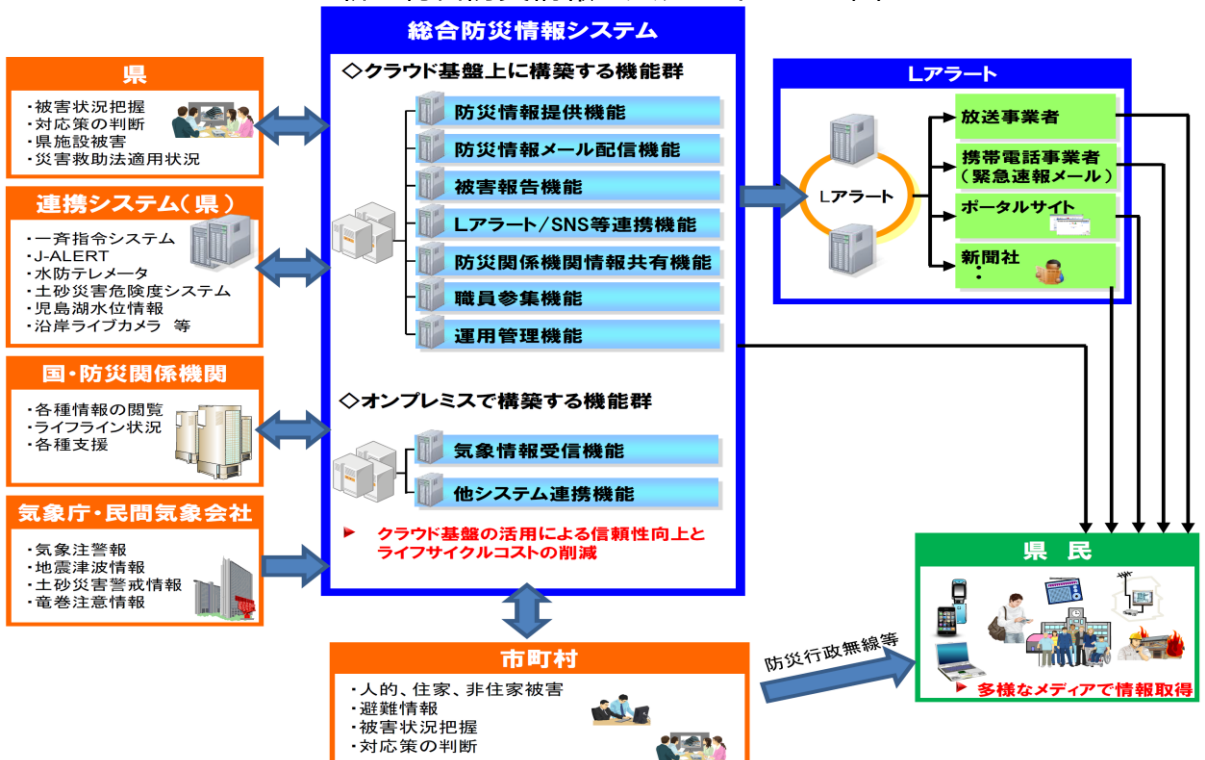 総合防災情報システム
◇クラウド基盤上に構築する機能群
防災情報提供機能
防災情報メール配信機能
被害報告機能
Lアラート/SNS等連携機能
防災関係機関情報共有機能
職員参集機能
運用管理機能
◇オンプレミスで構築する機能群
気象情報受信機能
他システム連携機能
クラウド基盤の活用による信頼性向上と
ライフサイクルコストの削減
県
・被害状況把握
・対応策の判断
・県施設被害
・災害救助法適用状況
連携システム(県)
・一斉指令システム
・J-ALERT
・水防テレメータ
・土砂災害危険度システム
・児島湖水位情報
・沿岸ライブカメラ 等
国・防災関係機関
・各種情報の閲覧
・ライフライン状況
・各種支援
気象庁・民間気象会社
・気象注警報
・地震津波情報
・土砂災害警戒情報
・竜巻注意情報
Lアラート
Lアラート
放送事業者
携帯電話事業者
(緊急速報メール)
ポータルサイト
新聞社
：
市町村
・人的、住家、非住家被害
・避難情報
・被害状況把握
・対応策の判断
防災行政無線等
県 民
多様なメディアで情報取得